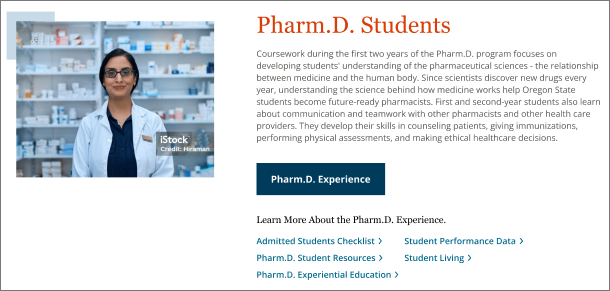 Pharm.D. Students
Coursework during the first two years of the Pharm.D. program focuses on
developing students' understanding of the pharmaceutical sciences - the relationship
between medicine and the human body. Since scientists discover new drugs every
year, understanding the science behind how medicine works help Oregon State
students become future-ready pharmacists. First and second-year students also learn
about communication and teamwork with other pharmacists and other health care
providers. They develop their skills in counseling patients, giving immunizations,
performing physical assessments, and making ethical healthcare decisions.
iStock
Credit: Hiraman
Pharm.D. Experience
Learn More About the Pharm.D. Experience.
Admitted Students Checklist > Student Performance Data >
Pharm.D. Student Resources > Student Living >
Pharm.D. Experiential Education >